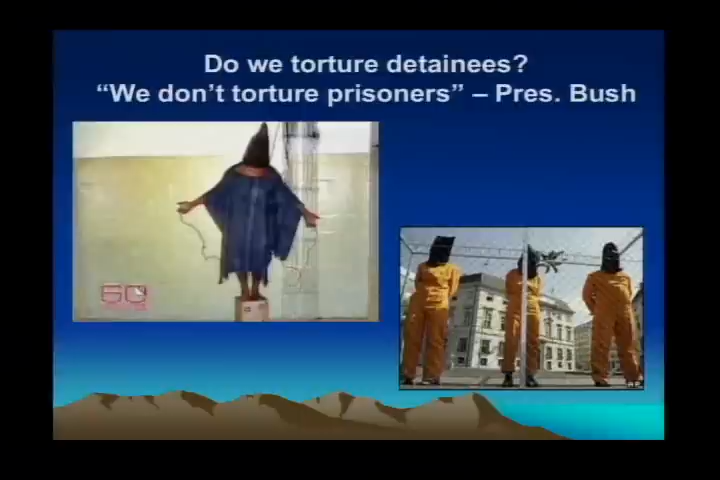 Do we torture detainees?
“We don’t torture prisoners” – Pres. Bush
60